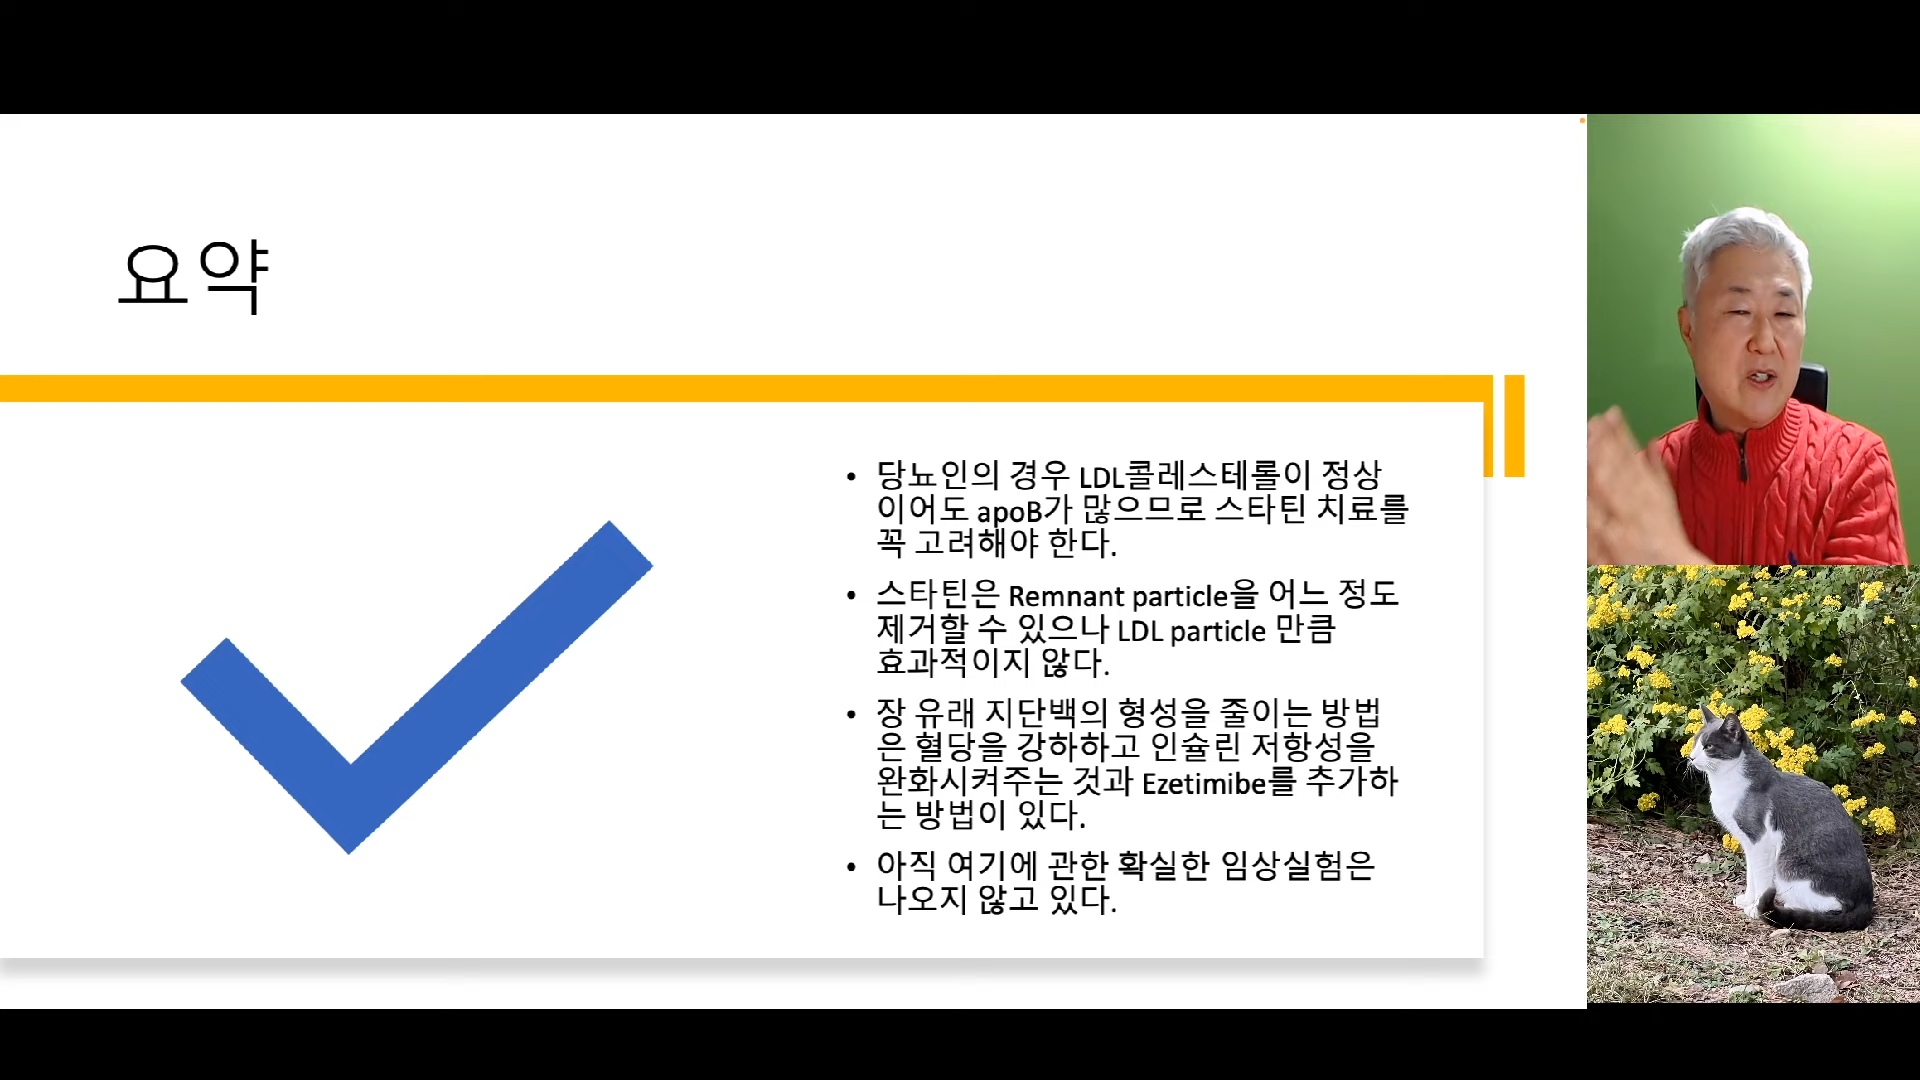 요약
• 당뇨인의 경우 LDL콜레스테롤이 정상
이어도 apoB가 많으므로 스타틴 치료를
꼭 고려해야 한다.
• 스타틴은 Remnant particle을 어느 정도
제거할 수 있으나 LDL particle 만큼
효과적이지 않다.
• 장 유래 지단백의 형성을 줄이는 방법
은 혈당을 강하하고 인슐린 저항성을
완화시켜주는 것과 Ezetimibe를 추가하
는 방법이 있다.
• 아직 여기에 관한 확실한 임상실험은
나오지 않고 있다.